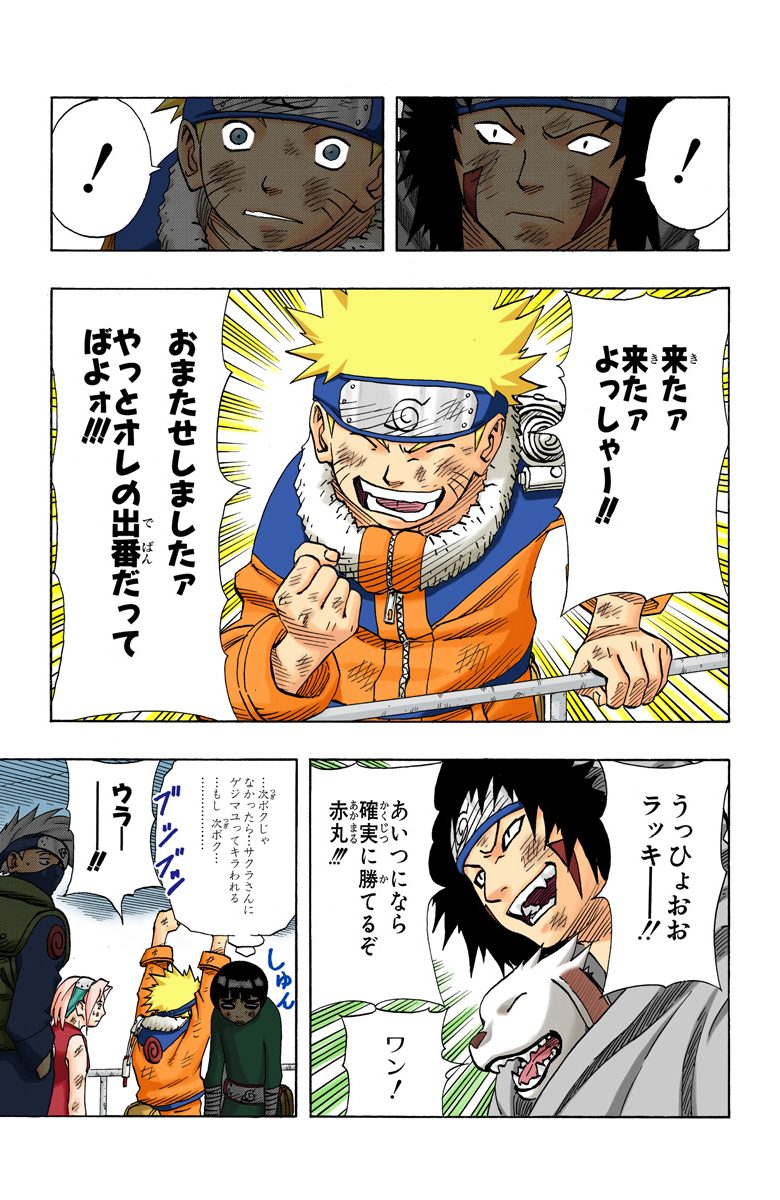 ！
！
来たァ
来たァ
よっしゃー!!
おまたせしましたァ
やっとオレの出番だって
ばよォ!!!
うっひょおお
ラッキー!!
あいつになら
確実に勝てるぞ
赤丸!!!
ワン！
…次ボクじゃ
なかったら…サクラさんに
ゲジマユってキラわれる
………もし 次ボク…
………
しゅん
ブンブン
ウラー
!!